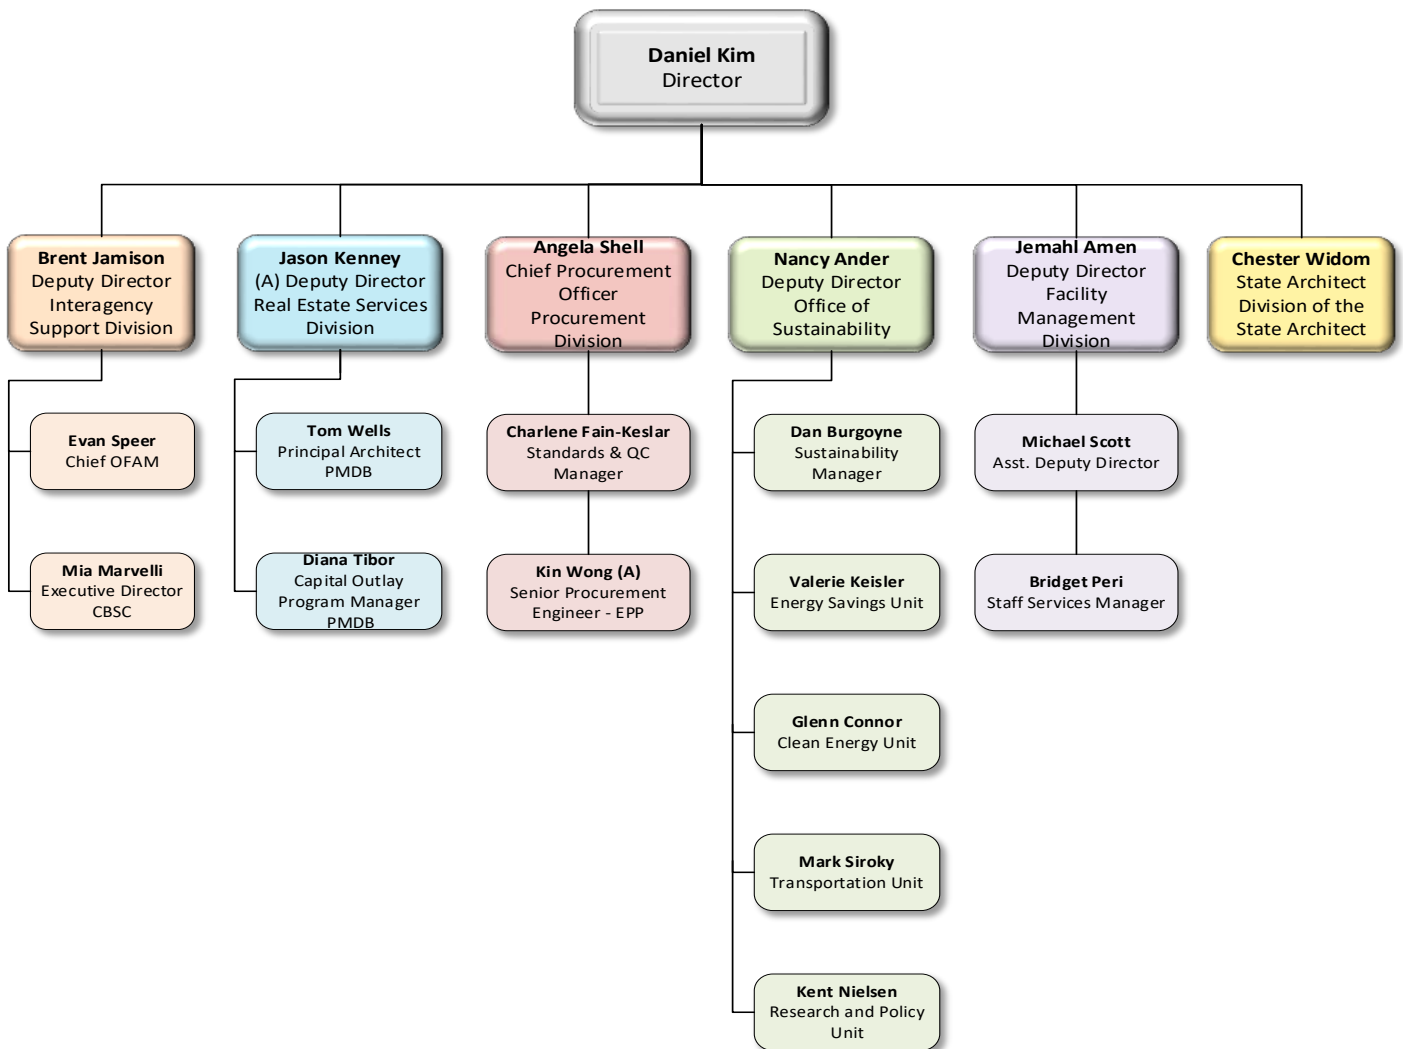 Daniel Kim
Director
Brent Jamison
Deputy Director
Interagency
Support Division
Jason Kenney
(A) Deputy Director
Real Estate Services
Division
Angela Shell
Chief Procurement
Officer
Procurement
Division
Nancy Ander
Deputy Director
Office of
Sustainability
Jemahl Amen
Deputy Director
Facility
Management
Division
Chester Widom
State Architect
Division of the
State Architect
Evan Speer
Chief OFAM
Tom Wells
Principal Architect
PMDB
Charlene Fain-Keslar
Standards & QC
Manager
Dan Burgoyne
Sustainability
Manager
Michael Scott
Asst. Deputy Director
Mia Marvelli
Executive Director
CBSC
Diana Tibor
Capital Outlay
Program Manager
PMDB
Kin Wong (A)
Senior Procurement
Engineer - EPP
Valerie Keisler
Energy Savings Unit
Bridget Peri
Staff Services Manager
Glenn Connor
Clean Energy Unit
Mark Siroky
Transportation Unit
Kent Nielsen
Research and Policy
Unit